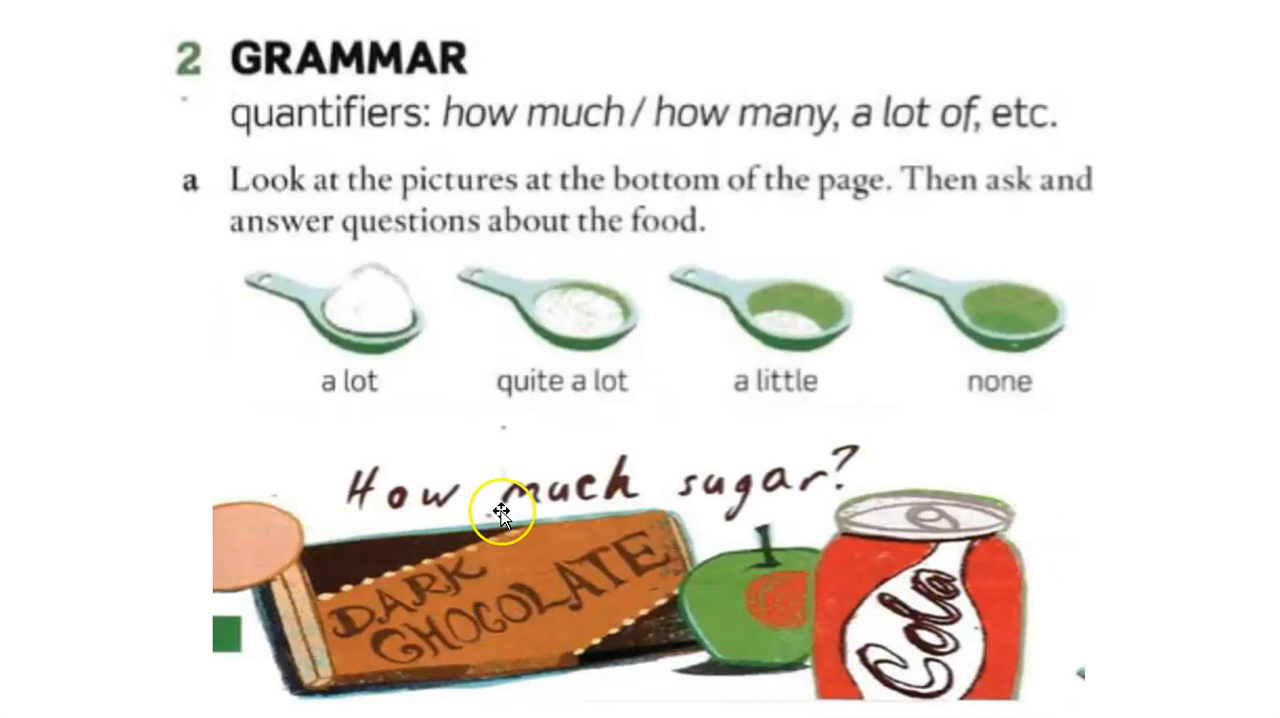 2 GRAMMAR
quantifiers: how much / how many, a lot of, etc.
a Look at the pictures at the bottom of the page. Then ask and
answer questions about the food.
a lot quite a lot a little none
How much sugar?
DARK
CHOCOLATE
Cola